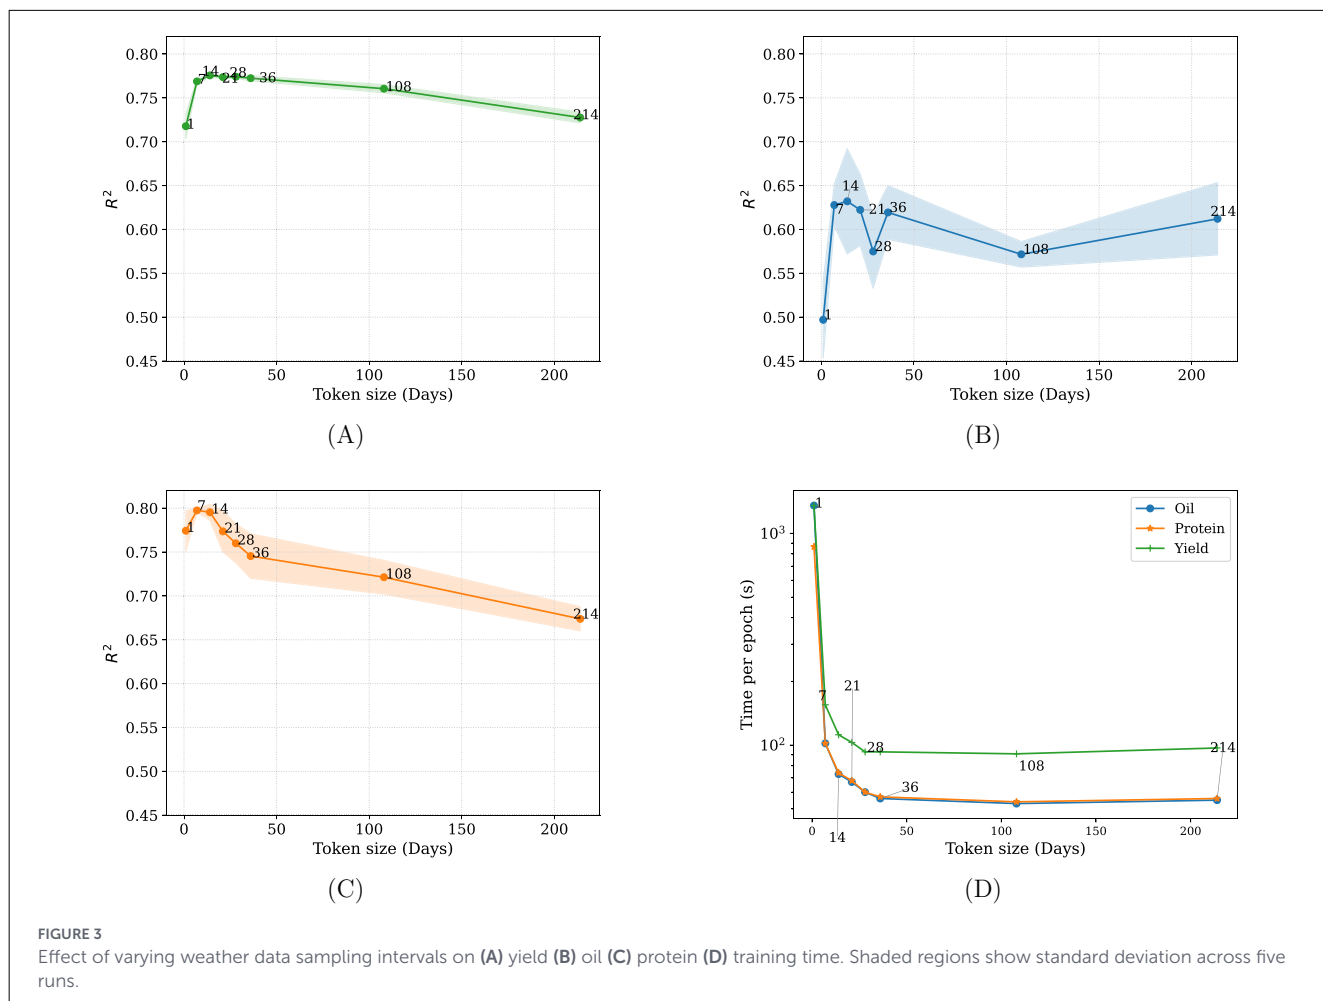 0.80
0.75
0.70
0.65
0.60
0.55
0.50
0.45
R²
1
7
14
21
28
36
108
214
0 50 100 150 200
Token size (Days)
(A)
0.80
0.75
0.70
0.65
0.60
0.55
0.50
0.45
R²
1
7
14
21
28
36
108
214
0 50 100 150 200
Token size (Days)
(B)
0.80
0.75
0.70
0.65
0.60
0.55
0.50
0.45
R²
1
7
14
21
28
36
108
214
0 50 100 150 200
Token size (Days)
(C)
10³
10²
Time per epoch (s)
1
7
14
21
28
36
108
214
Oil
Protein
Yield
0 50 100 150 200
Token size (Days)
(D)
FIGURE 3
Effect of varying weather data sampling intervals on (A) yield (B) oil (C) protein (D) training time. Shaded regions show standard deviation across five
runs.